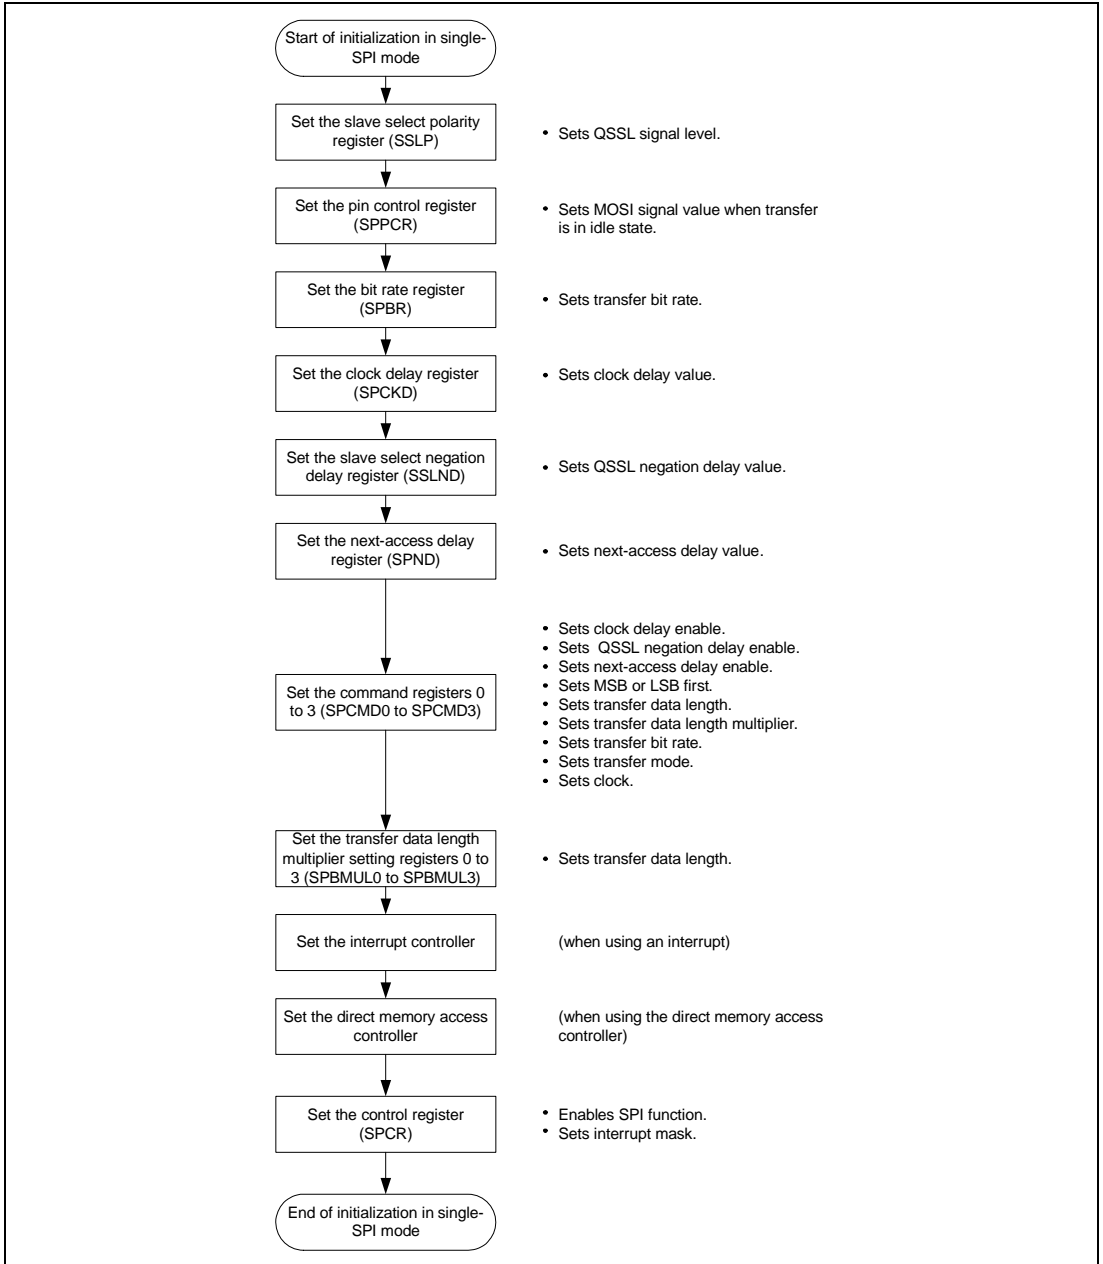 Start of initialization in single-
SPI mode
Set the slave select polarity
register (SSLP)
• Sets QSSL signal level.
Set the pin control register
(SPPCR)
• Sets MOSI signal value when transfer
is in idle state.
Set the bit rate register
(SPBR)
• Sets transfer bit rate.
Set the clock delay register
(SPCKD)
• Sets clock delay value.
Set the slave select negation
delay register (SSLND)
• Sets QSSL negation delay value.
Set the next-access delay
register (SPND)
• Sets next-access delay value.
Set the command registers 0
to 3 (SPCMD0 to SPCMD3)
• Sets clock delay enable.
• Sets QSSL negation delay enable.
• Sets next-access delay enable.
• Sets MSB or LSB first.
• Sets transfer data length.
• Sets transfer data length multiplier.
• Sets transfer bit rate.
• Sets transfer mode.
• Sets clock.
Set the transfer data length
multiplier setting registers 0 to
3 (SPBMUL0 to SPBMUL3)
• Sets transfer data length.
Set the interrupt controller
(when using an interrupt)
Set the direct memory access
controller
(when using the direct memory access
controller)
Set the control register
(SPCR)
• Enables SPI function.
• Sets interrupt mask.
End of initialization in single-
SPI mode